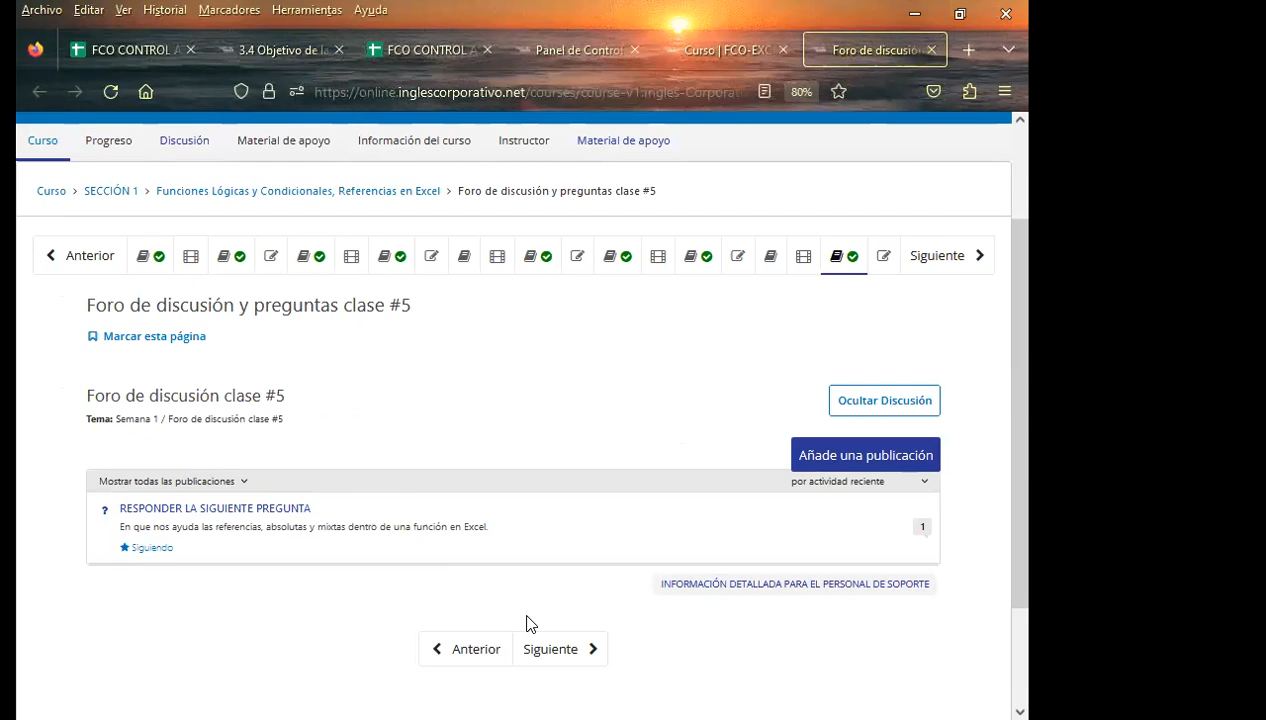 Archivo Editar Ver Historial Marcadores Herramientas Ayuda
FCO CONTROL A 3.4 Objetivo de la FCO CONTROL A Panel de Control Curso | FCO-EXC Foro de discusió
https://online.inglescorporativo.net/courses/course-v1:Ingles-Corporat 80%
Curso Progreso Discusión Material de apoyo Información del curso Instructor Material de apoyo
Curso > SECCIÓN 1 > Funciones Lógicas y Condicionales, Referencias en Excel > Foro de discusión y preguntas clase #5
Anterior Siguiente
Foro de discusión y preguntas clase #5
Marcar esta página
Foro de discusión clase #5
Ocultar Discusión
Tema: Semana 1 / Foro de discusión clase #5
Añade una publicación
Mostrar todas las publicaciones por actividad reciente
? RESPONDER LA SIGUIENTE PREGUNTA
En que nos ayuda las referencias, absolutas y mixtas dentro de una función en Excel.
1
Siguiendo
INFORMACIÓN DETALLADA PARA EL PERSONAL DE SOPORTE
Anterior Siguiente